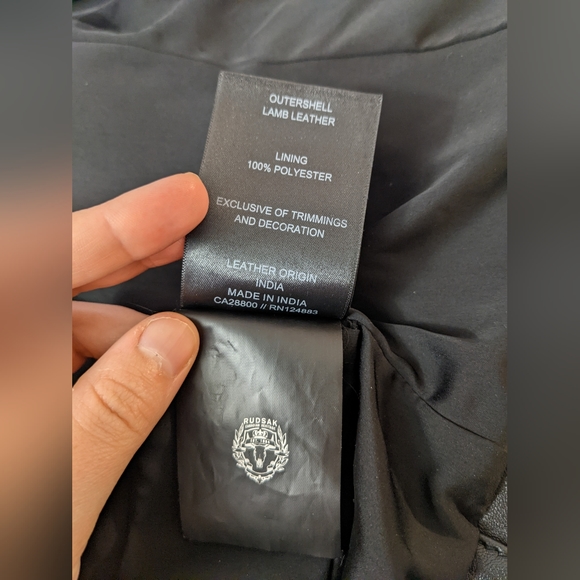 OUTERSHELL
LAMB LEATHER
LINING
100% POLYESTER
EXCLUSIVE OF TRIMMINGS
AND DECORATION
LEATHER ORIGIN
INDIA
MADE IN INDIA
CA28800 // RN124883
RUDSAK